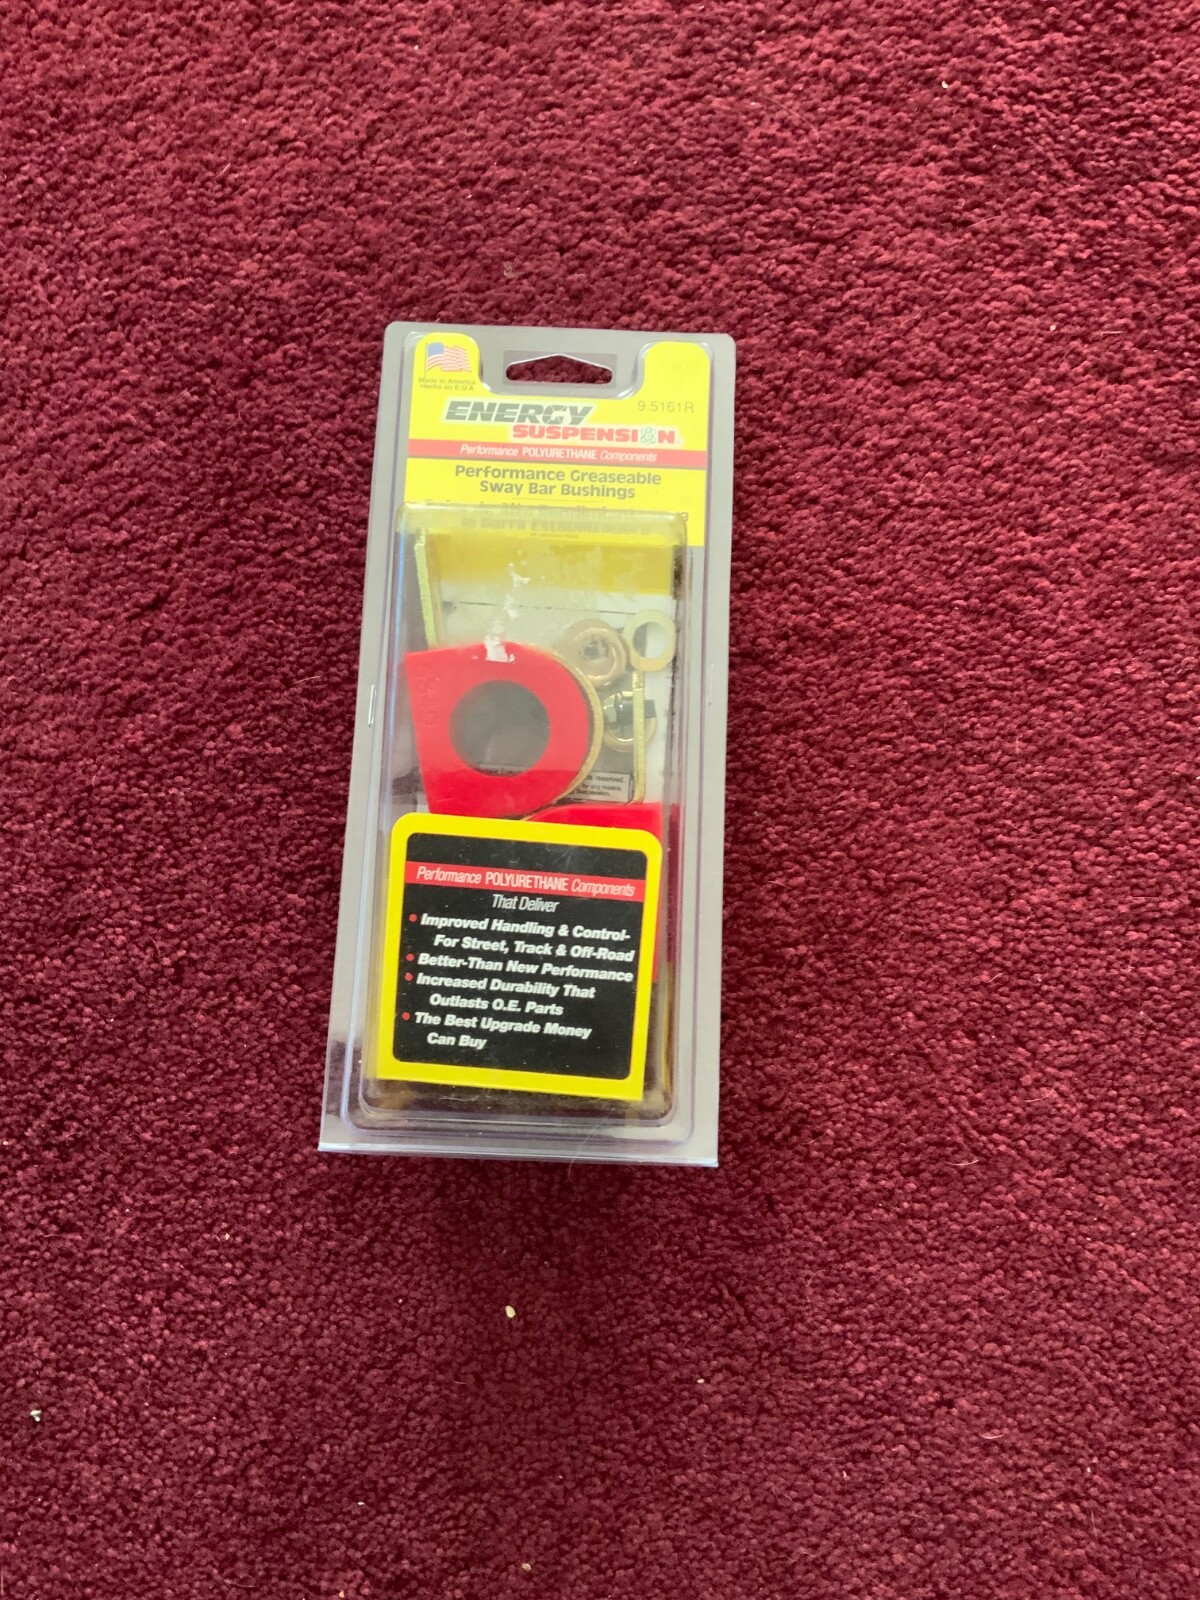 Made in America
Hecho en E.U.A
ENERGY
SUSPENSION®
9.5161R
Performance POLYURETHANE Components
Performance Greaseable
Sway Bar Bushings
Barra Estabilizadora
Performance POLYURETHANE Components
That Deliver
• Improved Handling & Control-
For Street, Track & Off-Road
• Better-Than New Performance
• Increased Durability That
Outlasts O.E. Parts
• The Best Upgrade Money
Can Buy